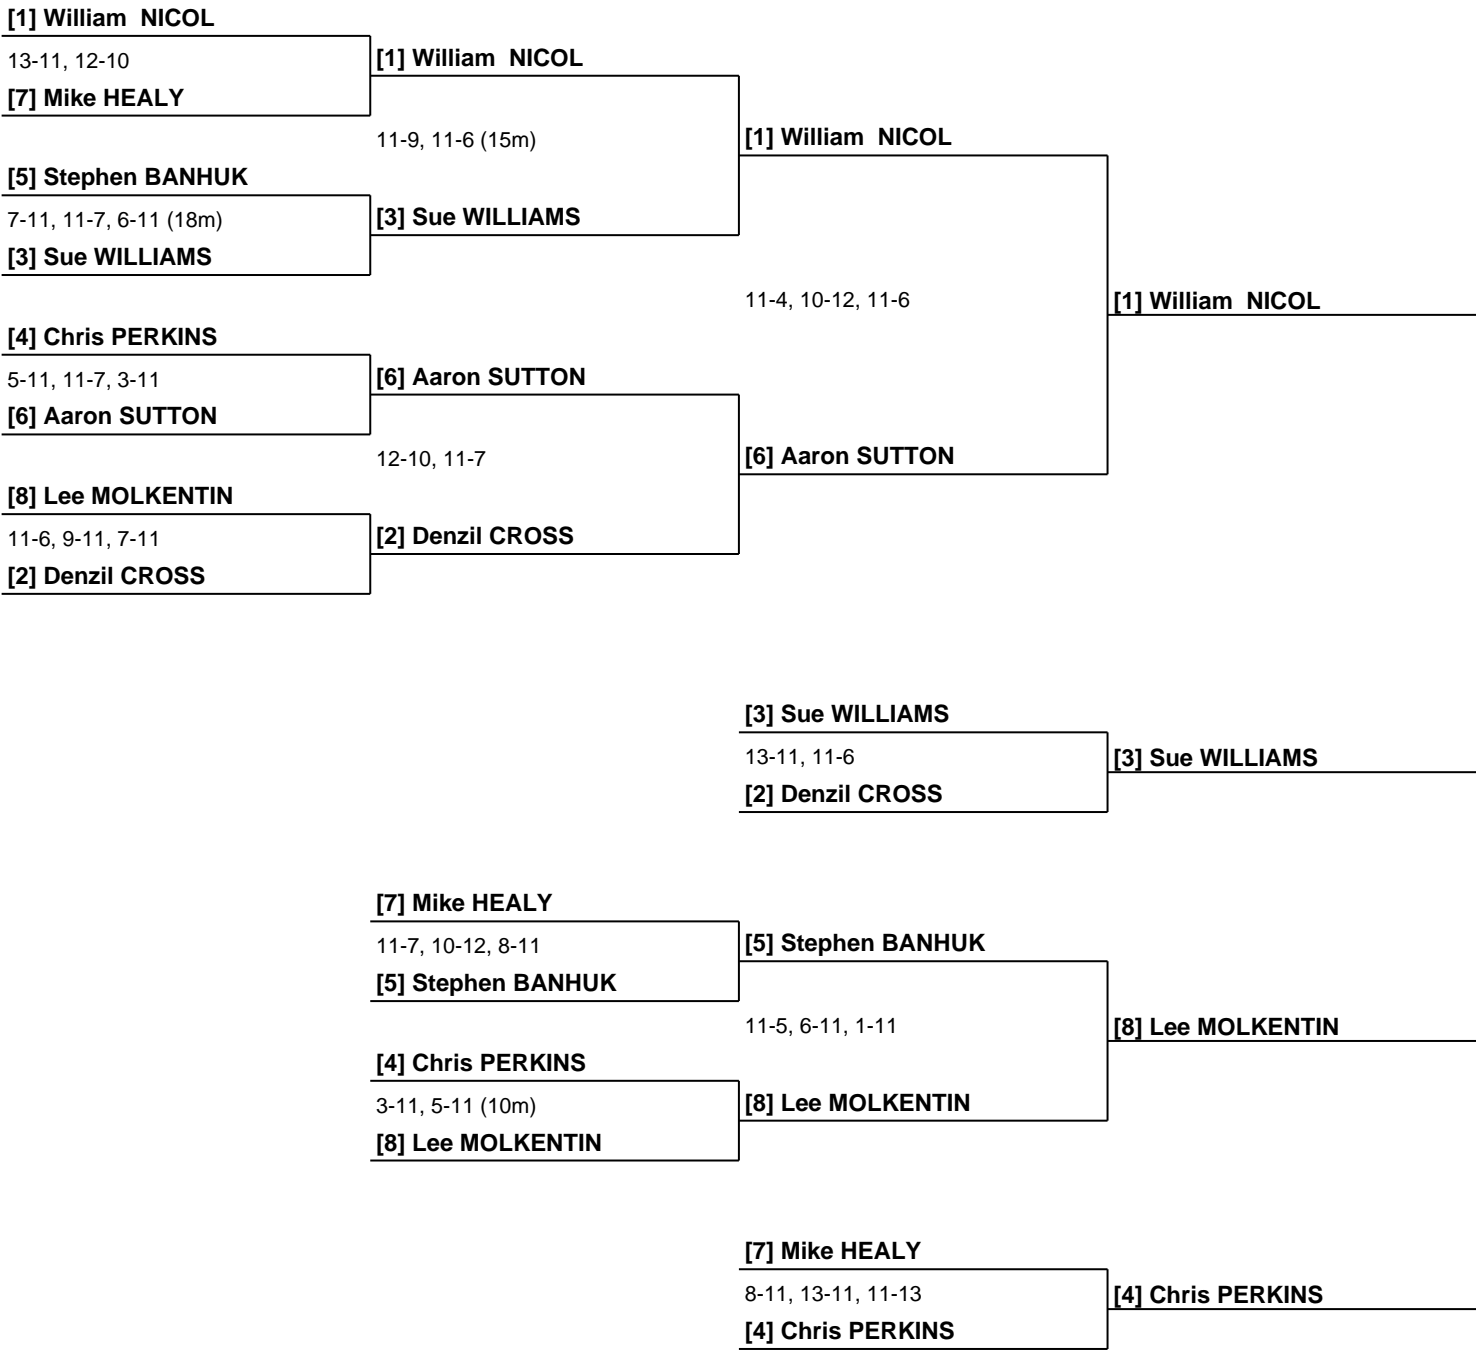 [1] William  NICOL
13-11, 12-10
[7] Mike HEALY
[1] William  NICOL
11-9, 11-6 (15m)
[5] Stephen BANHUK
7-11, 11-7, 6-11 (18m)
[3] Sue WILLIAMS
[3] Sue WILLIAMS
[1] William  NICOL
11-4, 10-12, 11-6
[1] William  NICOL
[4] Chris PERKINS
5-11, 11-7, 3-11
[6] Aaron SUTTON
[6] Aaron SUTTON
12-10, 11-7
[6] Aaron SUTTON
[8] Lee MOLKENTIN
11-6, 9-11, 7-11
[2] Denzil CROSS
[2] Denzil CROSS
[3] Sue WILLIAMS
13-11, 11-6
[2] Denzil CROSS
[3] Sue WILLIAMS
[7] Mike HEALY
11-7, 10-12, 8-11
[5] Stephen BANHUK
[5] Stephen BANHUK
11-5, 6-11, 1-11
[8] Lee MOLKENTIN
[4] Chris PERKINS
3-11, 5-11 (10m)
[8] Lee MOLKENTIN
[8] Lee MOLKENTIN
[7] Mike HEALY
8-11, 13-11, 11-13
[4] Chris PERKINS
[4] Chris PERKINS